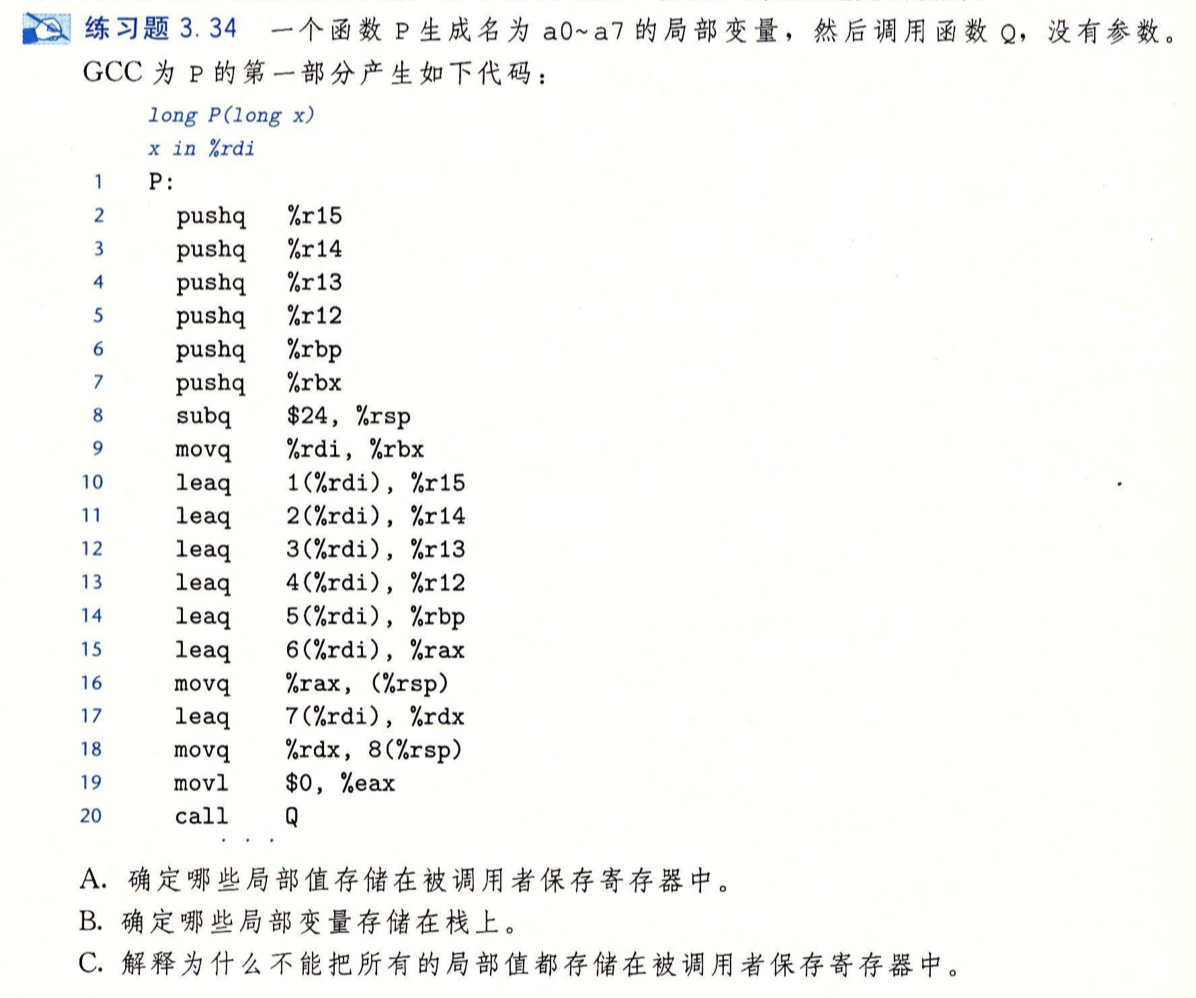 练习题 3.34 一个函数 P 生成名为 a0~a7 的局部变量，然后调用函数 Q，没有参数。
GCC 为 P 的第一部分产生如下代码：
long P(long x)
x in %rdi
1 P:
2 pushq %r15
3 pushq %r14
4 pushq %r13
5 pushq %r12
6 pushq %rbp
7 pushq %rbx
8 subq $24, %rsp
9 movq %rdi, %rbx
10 leaq 1(%rdi), %r15
11 leaq 2(%rdi), %r14
12 leaq 3(%rdi), %r13
13 leaq 4(%rdi), %r12
14 leaq 5(%rdi), %rbp
15 leaq 6(%rdi), %rax
16 movq %rax, (%rsp)
17 leaq 7(%rdi), %rdx
18 movq %rdx, 8(%rsp)
19 movl $0, %eax
20 call Q
. . .
A. 确定哪些局部值存储在被调用者保存寄存器中。
B. 确定哪些局部变量存储在栈上。
C. 解释为什么不能把所有的局部值都存储在被调用者保存寄存器中。